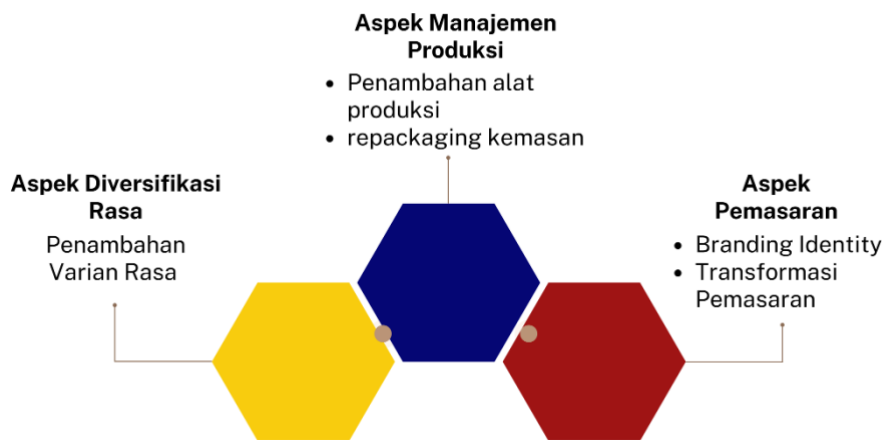 Aspek Manajemen
Produksi
• Penambahan alat
produksi
• repackaging kemasan
Aspek Diversifikasi
Rasa
Penambahan
Varian Rasa
Aspek
Pemasaran
• Branding Identity
• Transformasi
Pemasaran